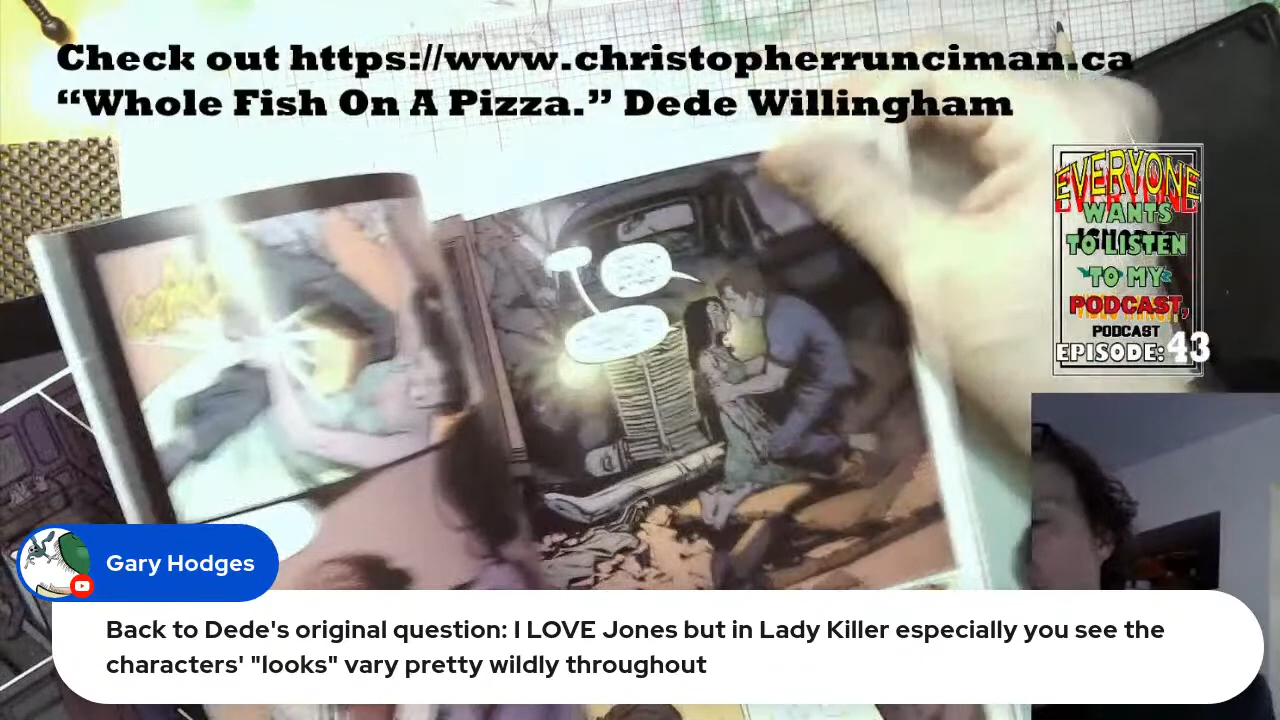 Check out https://www.christopherrunciman.ca
“Whole Fish On A Pizza.” Dede Willingham
EVERYONE
WANTS
TO LISTEN
TO MY
PODCAST,
PODCAST
EPISODE: 43
Gary Hodges
Back to Dede's original question: I LOVE Jones but in Lady Killer especially you see the
characters' "looks" vary pretty wildly throughout